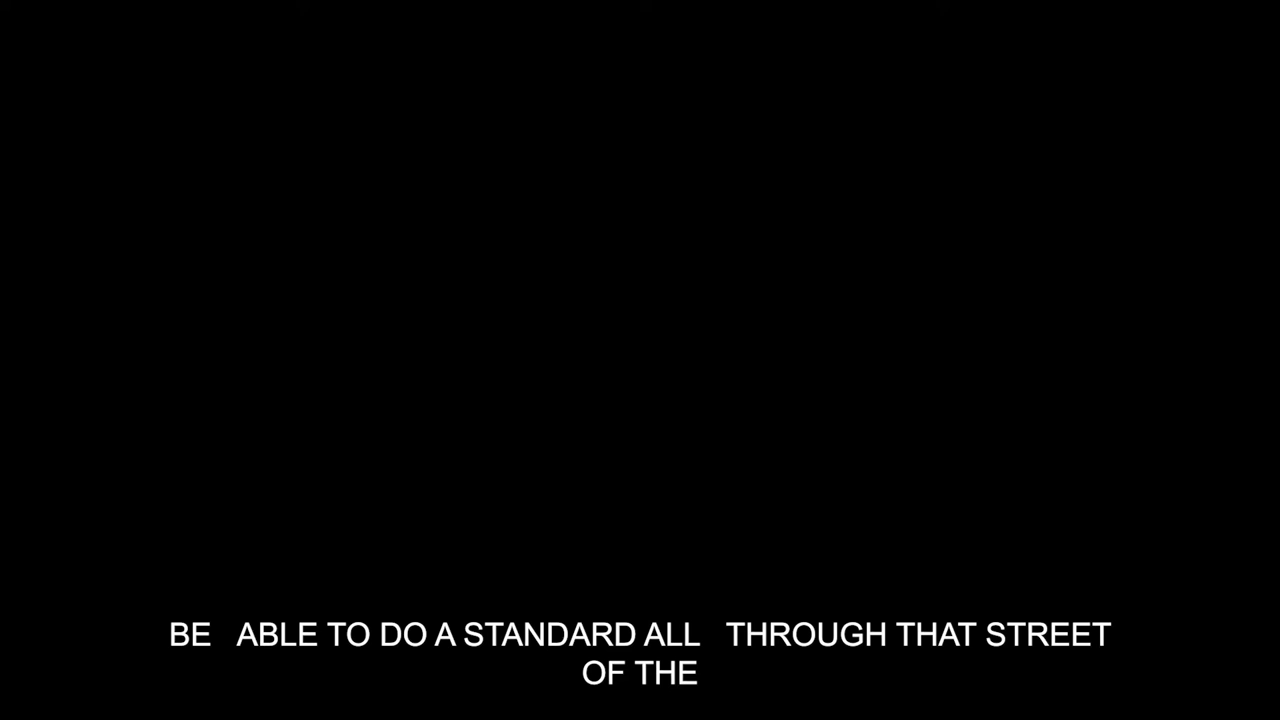 BE   ABLE TO DO A STANDARD ALL   THROUGH THAT STREET
OF THE